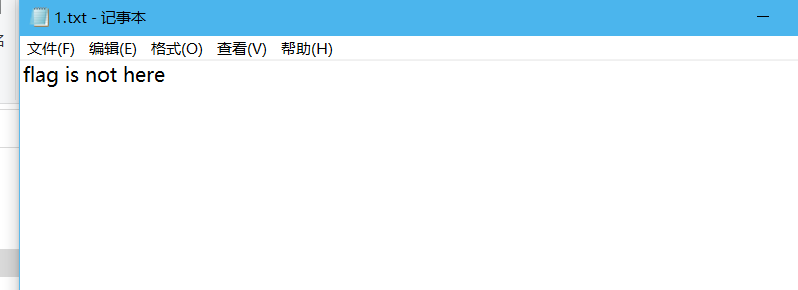 1.txt - 记事本
文件(F) 编辑(E) 格式(O) 查看(V) 帮助(H)
flag is not here